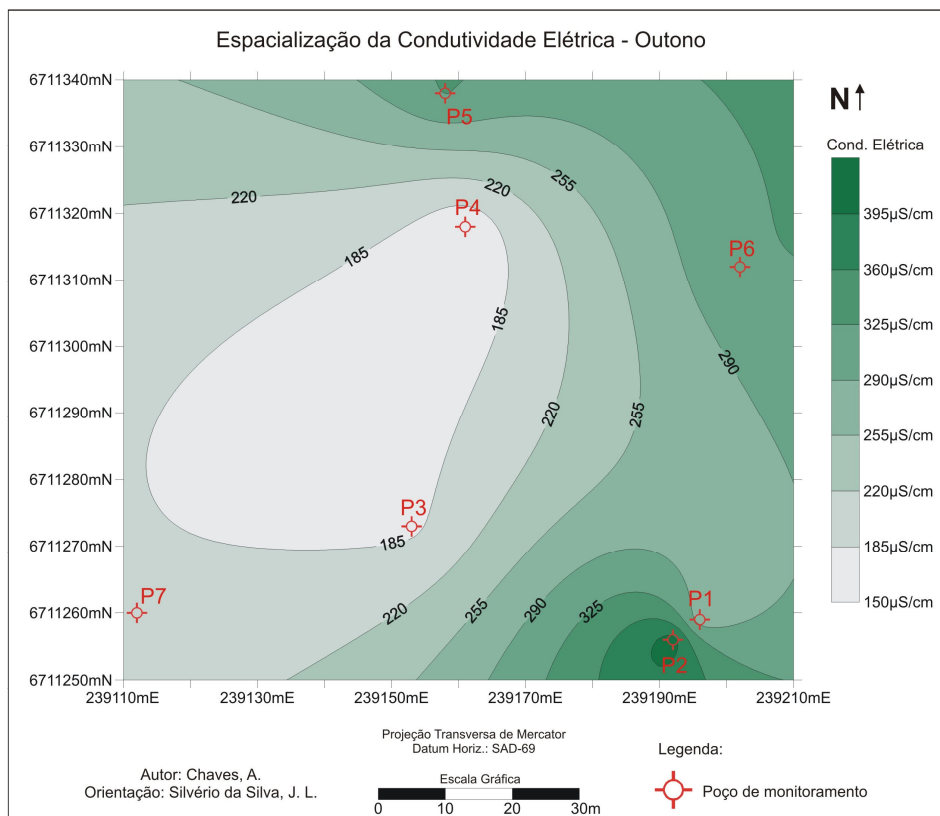 Espacialização da Condutividade Elétrica - Outono
6711340mN
6711330mN
6711320mN
6711310mN
6711300mN
6711290mN
6711280mN
6711270mN
6711260mN
6711250mN
239110mE 239130mE 239150mE 239170mE 239190mE 239210mE
P5
220 220 255
P4
185
P6
185
290
220 255
P3
185
P7
220 255 290 325
P1
P2
N
Cond. Elétrica
395µS/cm
360µS/cm
325µS/cm
290µS/cm
255µS/cm
220µS/cm
185µS/cm
150µS/cm
Projeção Transversa de Mercator
Datum Horiz.: SAD-69
Autor: Chaves, A.
Orientação: Silvério da Silva, J. L.
Escala Gráfica
0 10 20 30m
Legenda:
Poço de monitoramento